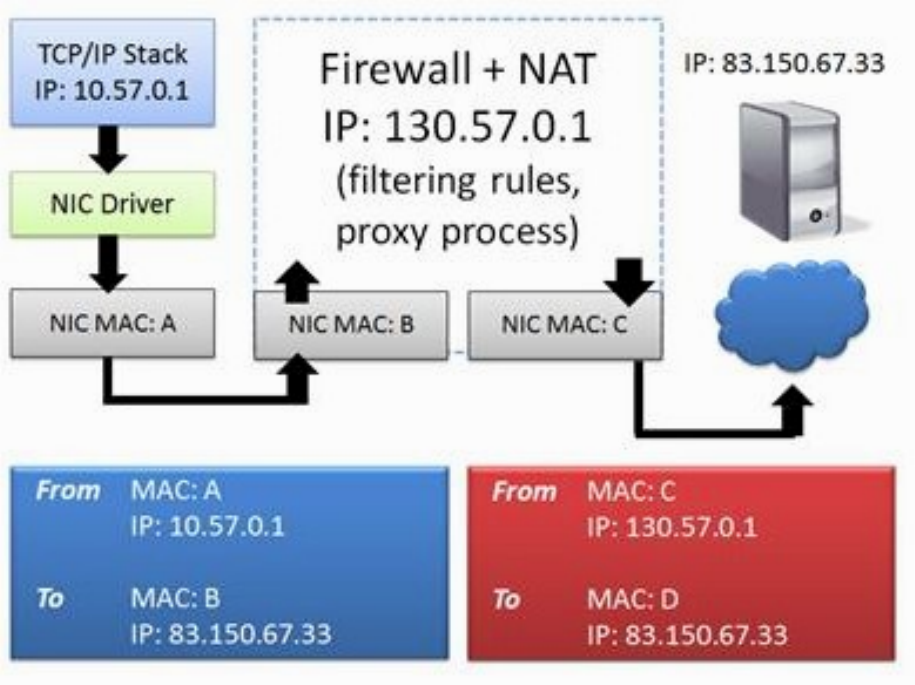 TCP/IP Stack
IP: 10.57.0.1
NIC Driver
NIC MAC: A
Firewall + NAT
IP: 130.57.0.1
(filtering rules,
proxy process)
NIC MAC: B
NIC MAC: C
IP: 83.150.67.33
From MAC: A
IP: 10.57.0.1
To MAC: B
IP: 83.150.67.33
From MAC: C
IP: 130.57.0.1
To MAC: D
IP: 83.150.67.33